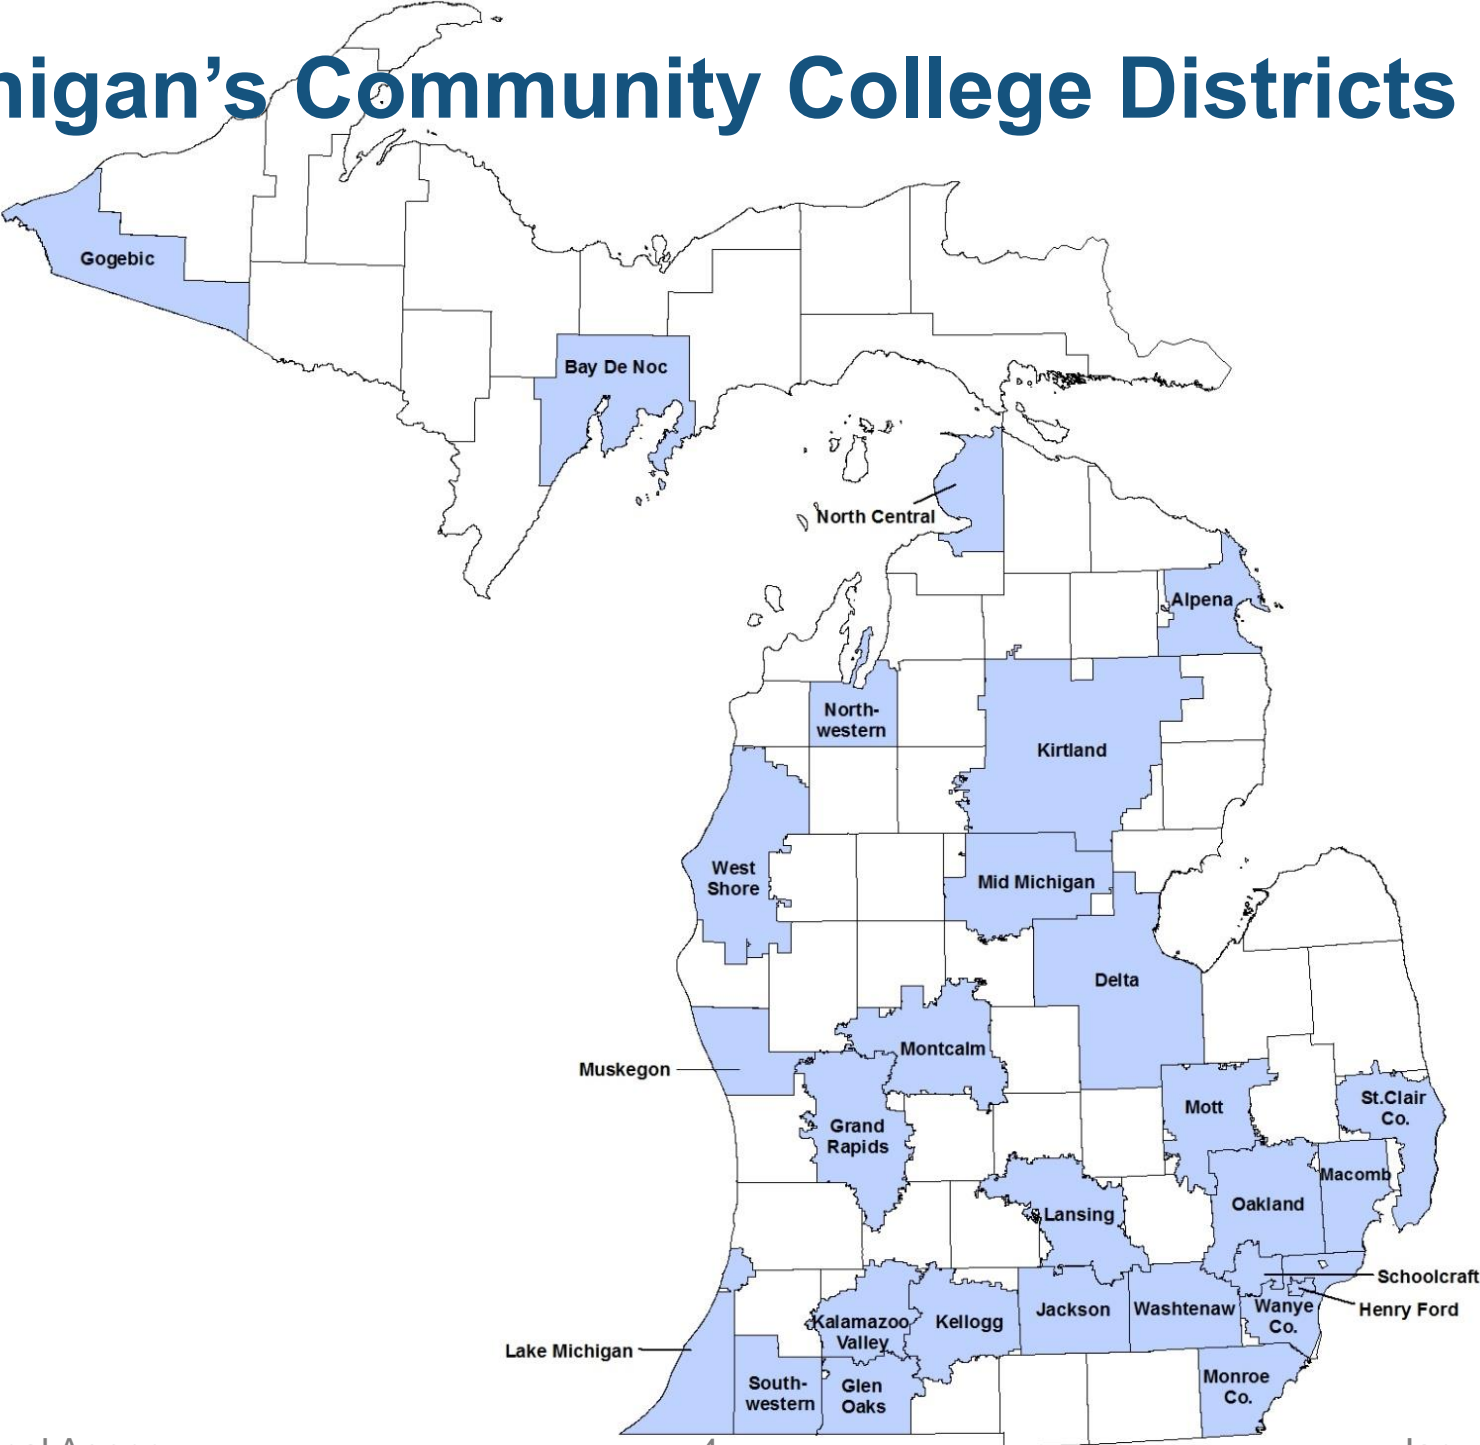 higan’s Community College Districts
Gogebic
Bay De Noc
North Central
Alpena
North-
western
Kirtland
West
Shore
Mid Michigan
Delta
Montcalm
Muskegon
Mott
St.Clair
Co.
Grand
Rapids
Macomb
Oakland
Lansing
Schoolcraft
Henry Ford
Wanye
Co.
Jackson
Washtenaw
Kalamazoo
Valley
Kellogg
Lake Michigan
Monroe
Co.
South-
western
Glen
Oaks